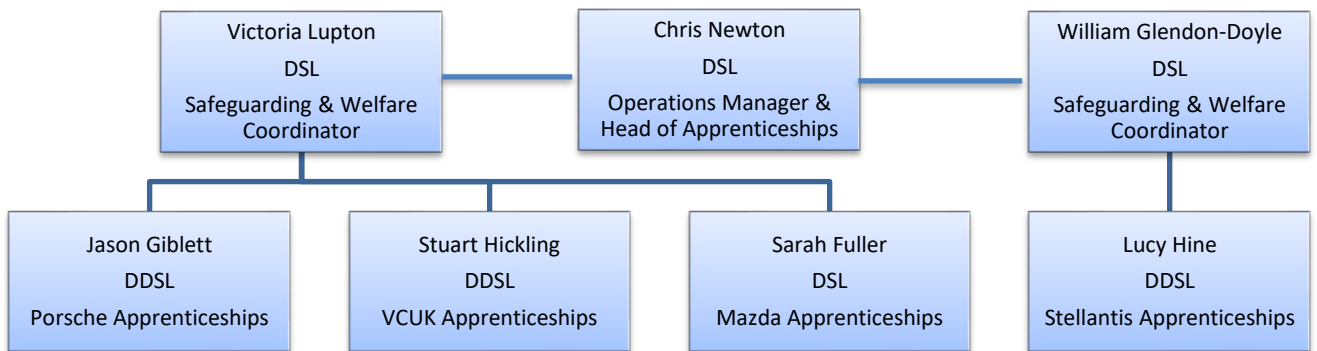 Victoria Lupton
DSL
Safeguarding & Welfare
Coordinator
Chris Newton
DSL
Operations Manager &
Head of Apprenticeships
William Glendon-Doyle
DSL
Safeguarding & Welfare
Coordinator
Jason Giblett
DDSL
Porsche Apprenticeships
Stuart Hickling
DDSL
VCUK Apprenticeships
Sarah Fuller
DSL
Mazda Apprenticeships
Lucy Hine
DDSL
Stellantis Apprenticeships